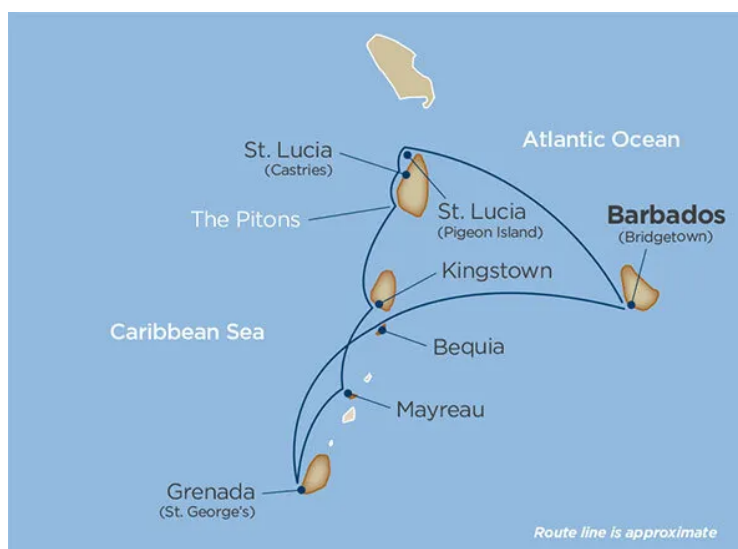 Atlantic Ocean
St. Lucia
(Castries)
St. Lucia
(Pigeon Island)
The Pitons
Barbados
(Bridgetown)
Kingstown
Caribbean Sea
Bequia
Mayreau
Grenada
(St. George's)
Route line is approximate